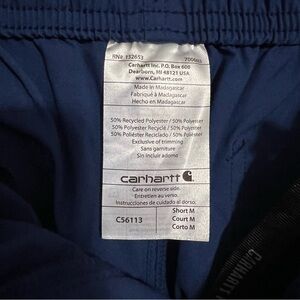 RN# 132653 700603
Carhartt Inc. P.O. Box 600
Dearborn, MI 48121 USA
www.Carhartt.com
Made in Madagascar
Fabriqué à Madagascar
Hecho en Madagascar
50% Recycled Polyester / 50% Polyester
50% Polyester Recyclé / 50% Polyester
50% Poliéster Reciclado / 50% Poliéster
Exclusive of trimming
Sans garniture
Sin incluir adorno
carhartt
Care on reverse side.
Entretien au verso.
Instrucciones de cuidado al dorso.
C56113
Short M
Court M
Corto M
CARHARTT